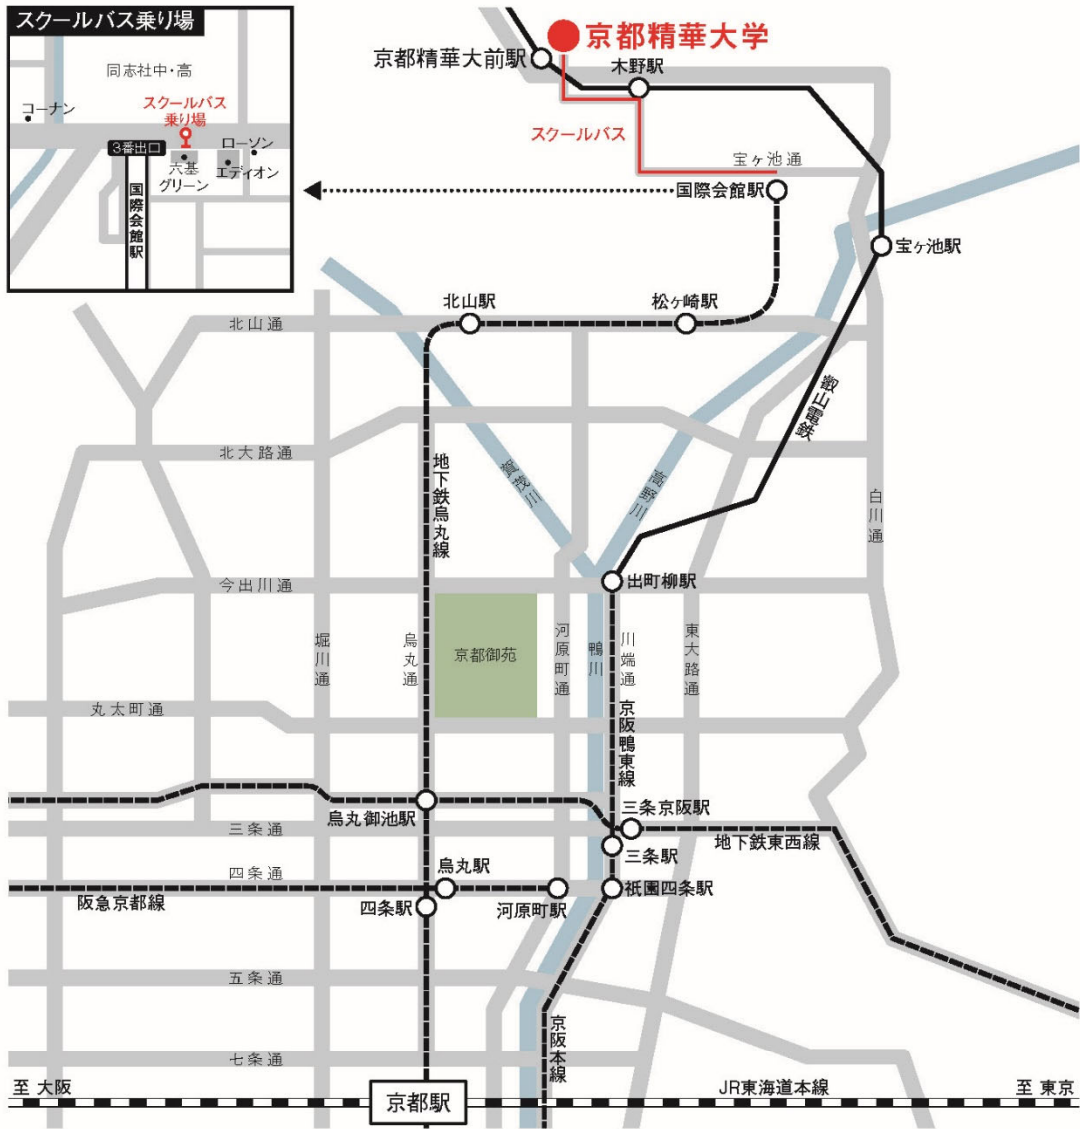 スクールバス乗り場
同志社中・高
コーナン
スクールバス
乗り場
3番出口
ローソン
六基
グリーン
エディオン
国際会館駅
京都精華大学
京都精華大前駅
木野駅
スクールバス
宝ヶ池通
国際会館駅
宝ヶ池駅
北山駅
松ヶ崎駅
北山通
叡山電鉄
北大路通
地下鉄烏丸線
賀茂川
高野川
白川通
今出川通
出町柳駅
堀川通
烏丸通
京都御苑
河原町通
鴨川
川端通
東大路通
丸太町通
京阪鴨東線
烏丸御池駅
三条京阪駅
三条通
地下鉄東西線
三条駅
四条通
烏丸駅
阪急京都線
四条駅
河原町駅
祇園四条駅
五条通
京阪本線
七条通
至 大阪
京都駅
JR東海道本線
至 東京